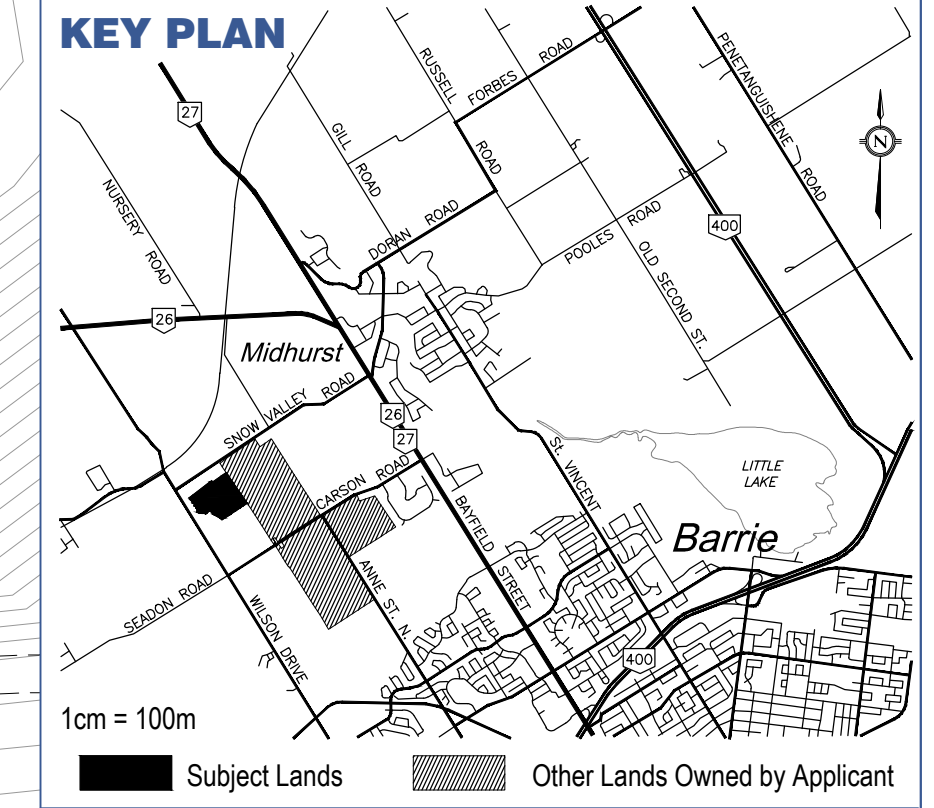 KEY PLAN
27
NURSERY ROAD
GILL ROAD
RUSSELL ROAD
FORBES ROAD
PENETANGUISHENE ROAD
N
400
DORAN ROAD
POOLES ROAD
OLD SECOND ST.
26
Midhurst
SNOW VALLEY ROAD
26
27
CARSON ROAD
St. VINCENT
LITTLE
LAKE
Barrie
BAYFIELD STREET
SEADON ROAD
WILSON DRIVE
ANNE ST. N.
400
1cm = 100m
Subject Lands
Other Lands Owned by Applicant